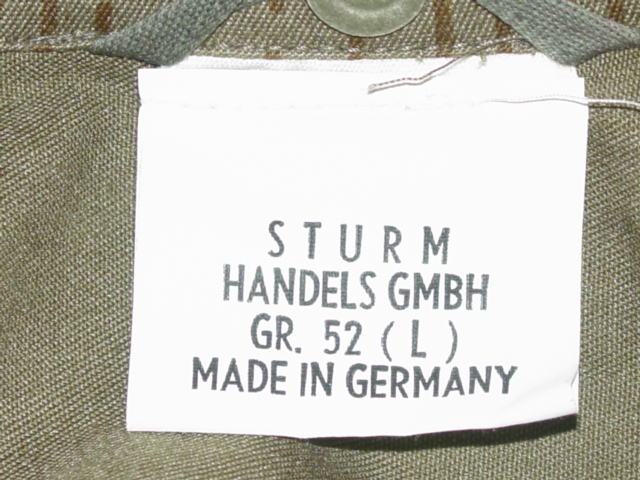 STURM
HANDELS GMBH
GR. 52 (L)
MADE IN GERMANY